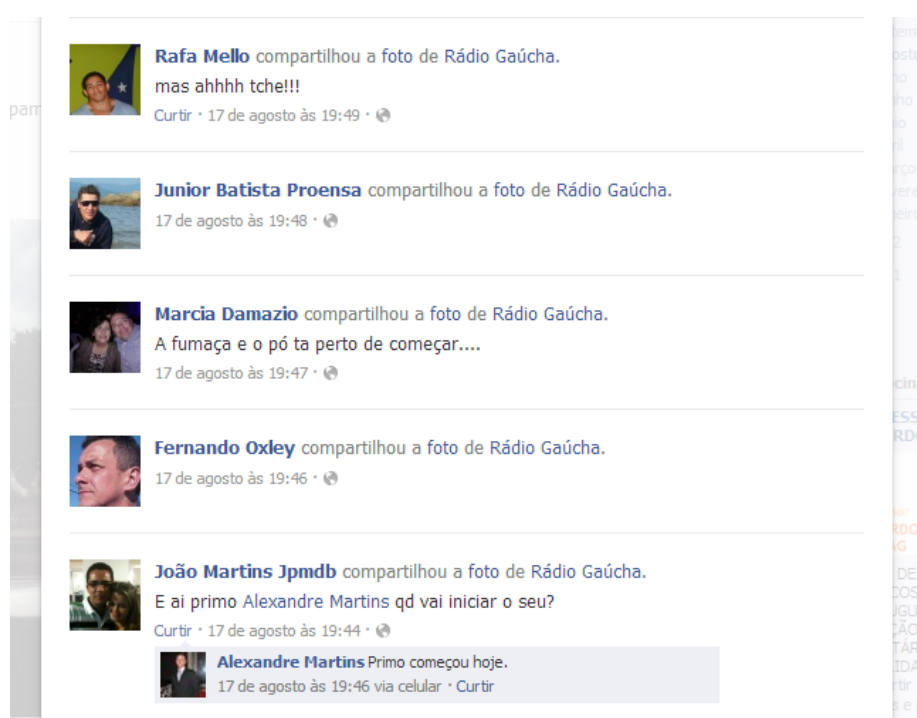 Rafa Mello compartilhou a foto de Rádio Gaúcha.
mas ahhhh tche!!!
Curtir · 17 de agosto às 19:49 ·
Junior Batista Proensa compartilhou a foto de Rádio Gaúcha.
17 de agosto às 19:48 ·
Marcia Damazio compartilhou a foto de Rádio Gaúcha.
A fumaça e o pó ta perto de começar....
17 de agosto às 19:47 ·
Fernando Oxley compartilhou a foto de Rádio Gaúcha.
17 de agosto às 19:46 ·
João Martins Jpmdb compartilhou a foto de Rádio Gaúcha.
E ai primo Alexandre Martins qd vai iniciar o seu?
Curtir · 17 de agosto às 19:44 ·
Alexandre Martins Primo começou hoje.
17 de agosto às 19:46 via celular · Curtir